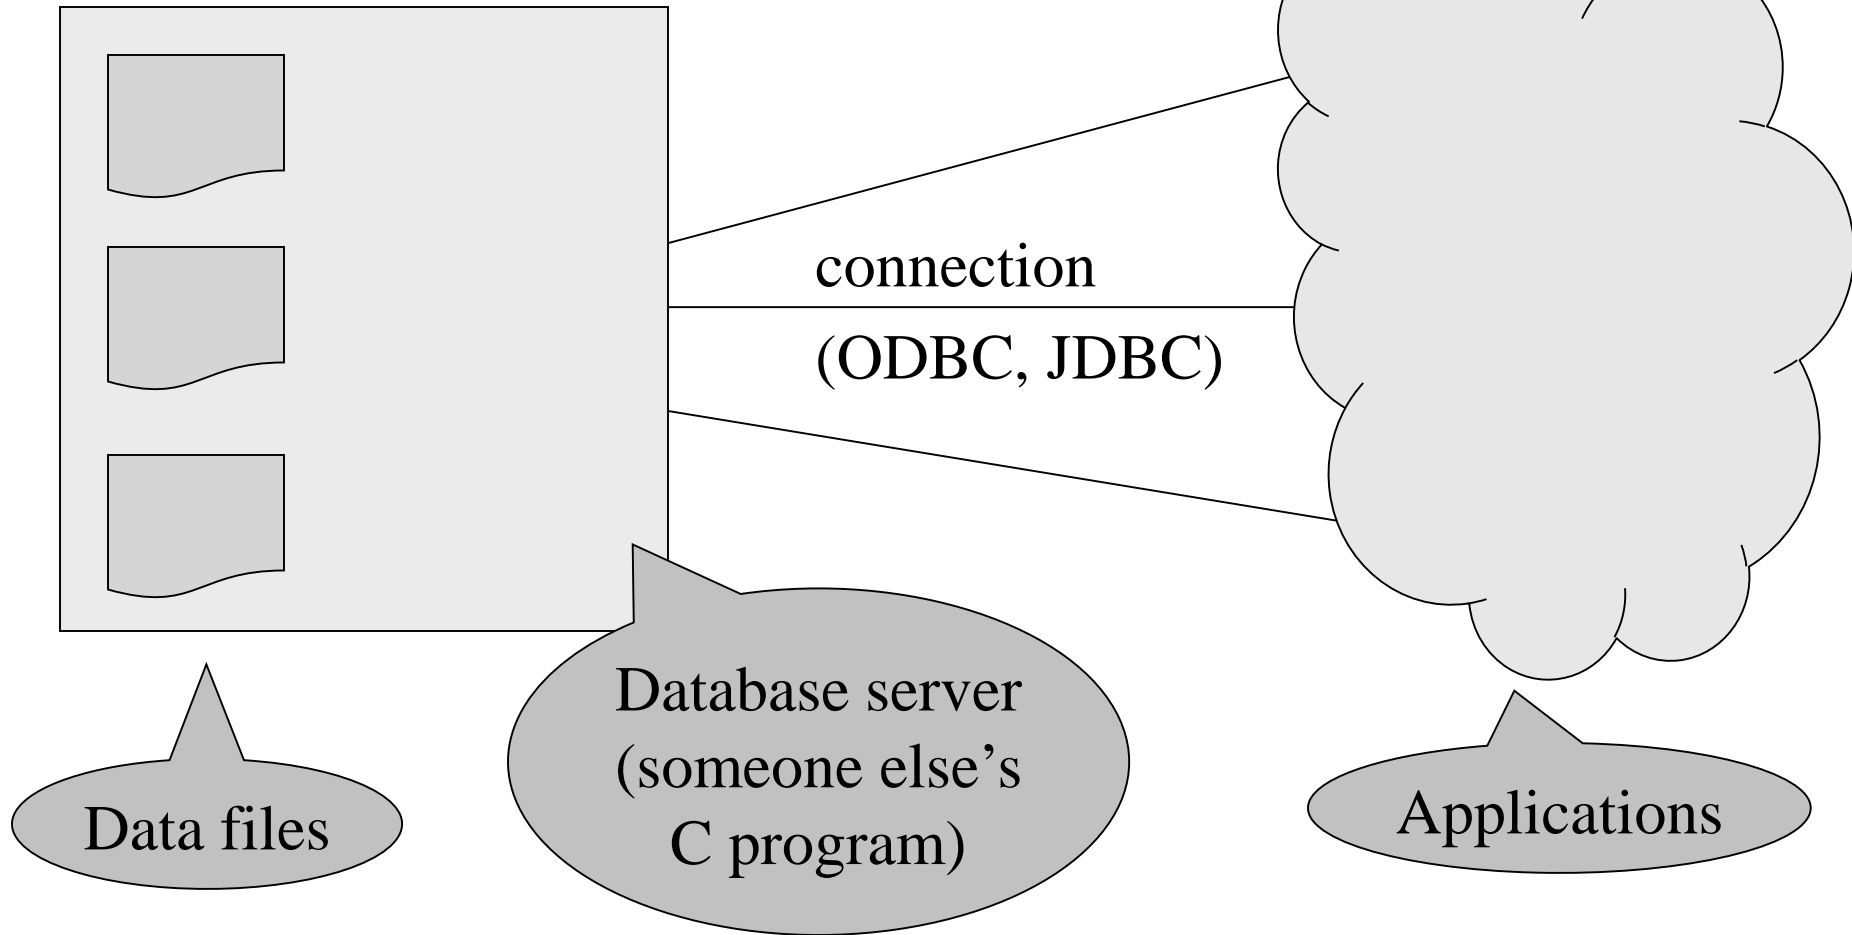 connection
(ODBC, JDBC)
Database server
(someone else’s
C program)
Data files
Applications